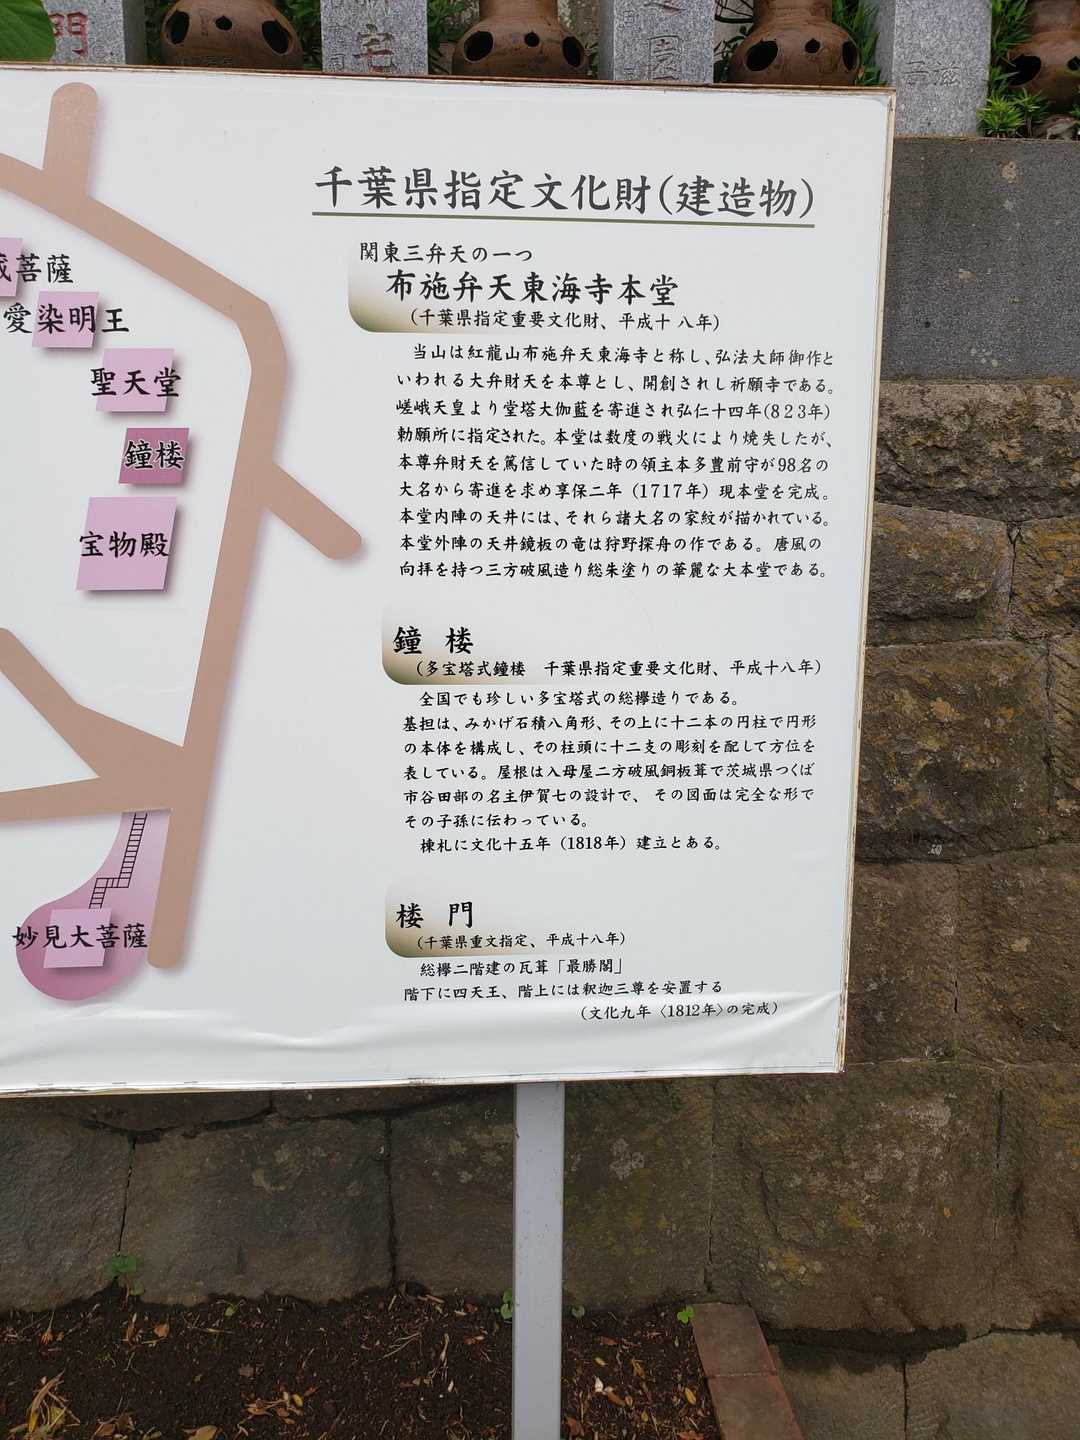 門
宅
園
千葉県指定文化財(建造物)
関東三弁天の一つ
布施弁天東海寺本堂
(千葉県指定重要文化財、平成十八年)
当山は紅龍山布施弁天東海寺と称し、弘法大師御作と
いわれる大弁財天を本尊とし、開創されし祈願寺である。
嵯峨天皇より堂塔大伽藍を寄進され弘仁十四年(823年)
勅願所に指定された。本堂は数度の戦火により焼失したが、
本尊弁財天を篤信していた時の領主本多豊前守が98名の
大名から寄進を求め享保二年(1717年)現本堂を完成。
本堂内陣の天井には、それら諸大名の家紋が描かれている。
本堂外陣の天井鏡板の竜は狩野探舟の作である。唐風の
向拝を持つ三方破風造り総朱塗りの華麗な大本堂である。
鐘楼
(多宝塔式鐘楼 千葉県指定重要文化財、平成十八年)
全国でも珍しい多宝塔式の総欅造りである。
基担は、みかげ石積八角形、その上に十二本の円柱で円形
の本体を構成し、その柱頭に十二支の彫刻を配して方位を
表している。屋根は入母屋二方破風銅板葺で茨城県つくば
市谷田部の名主伊賀七の設計で、その図面は完全な形で
その子孫に伝わっている。
棟札に文化十五年(1818年)建立とある。
楼門
(千葉県重文指定、平成十八年)
総欅二階建の瓦葺「最勝閣」
階下に四天王、階上には釈迦三尊を安置する
(文化九年〈1812年〉の完成)
菩薩
愛染明王
聖天堂
鐘楼
宝物殿
妙見大菩薩